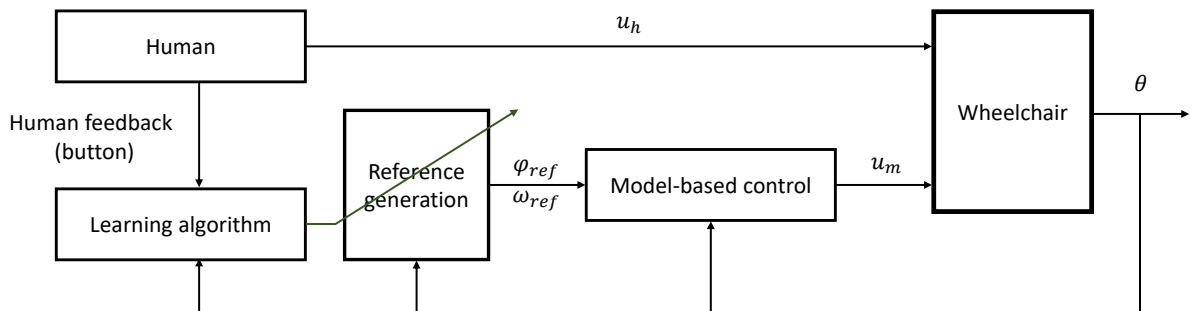 Human
u_h
Human feedback
(button)
Wheelchair
θ
Reference
generation
φ_ref
ω_ref
Model-based control
u_m
Learning algorithm